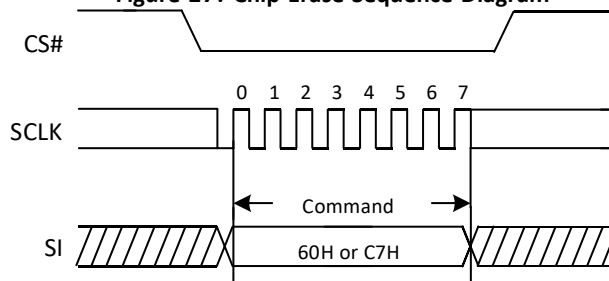 Figure 27. Chip Erase Sequence Diagram
CS#
0 1 2 3 4 5 6 7
SCLK
Command
SI
60H or C7H